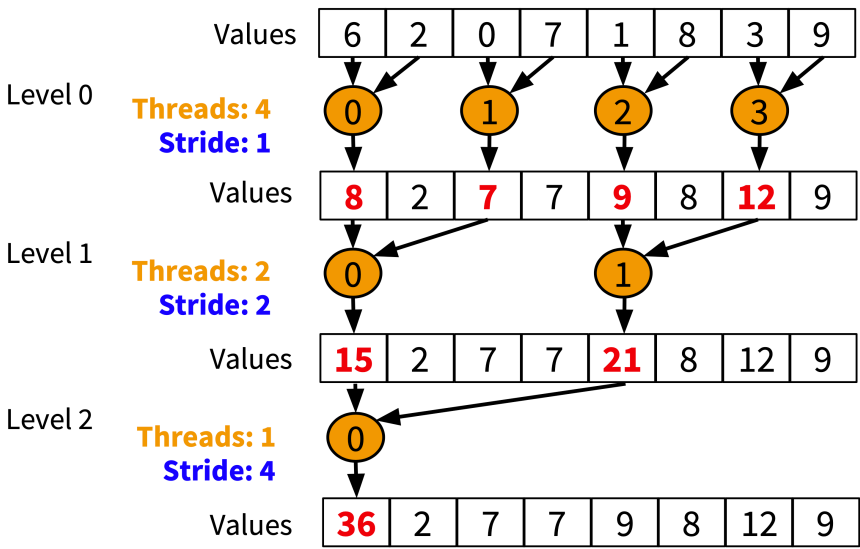 Values 6 2 0 7 1 8 3 9
Level 0
Threads: 4 0 1 2 3
Stride: 1
Values 8 2 7 7 9 8 12 9
Level 1
Threads: 2 0 1
Stride: 2
Values 15 2 7 7 21 8 12 9
Level 2
Threads: 1 0
Stride: 4
Values 36 2 7 7 9 8 12 9